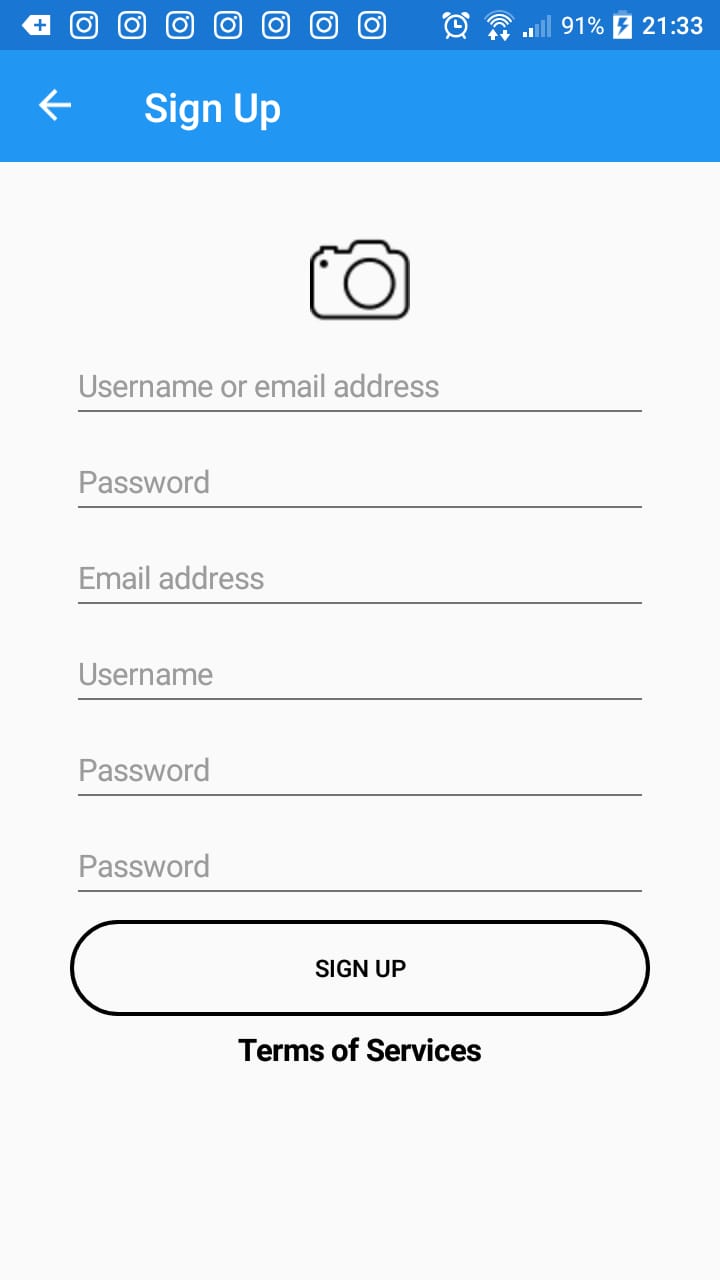 91% 21:33
Sign Up
Username or email address
Password
Email address
Username
Password
Password
SIGN UP
Terms of Services